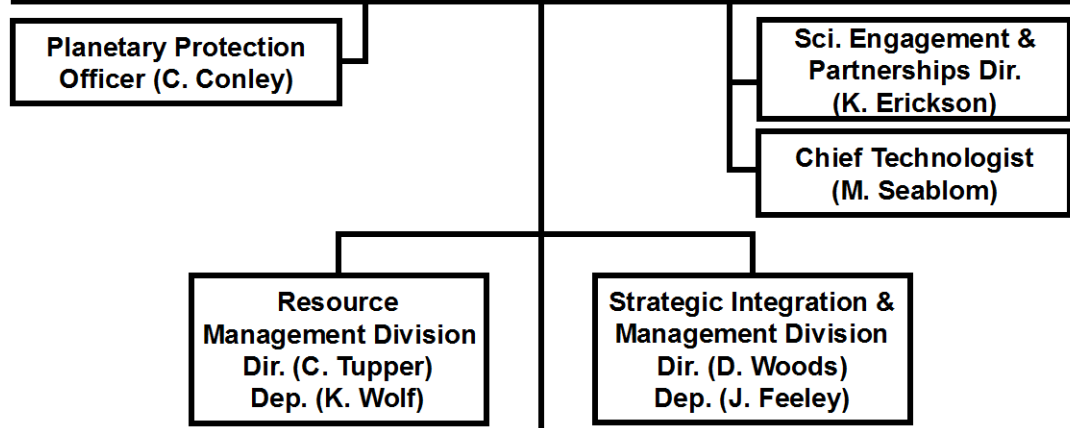 Planetary Protection
Officer (C. Conley)
Sci. Engagement &
Partnerships Dir.
(K. Erickson)
Chief Technologist
(M. Seablom)
Resource
Management Division
Dir. (C. Tupper)
Dep. (K. Wolf)
Strategic Integration &
Management Division
Dir. (D. Woods)
Dep. (J. Feeley)